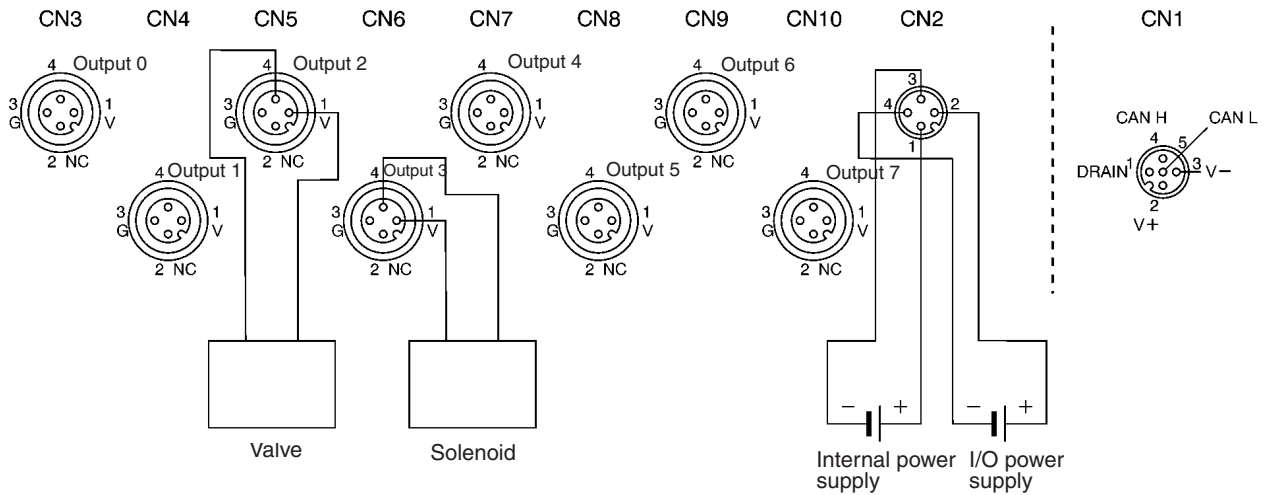 CN3 CN4 CN5 CN6 CN7 CN8 CN9 CN10 CN2 CN1
4 Output 0
3
G
1
V
2 NC
4 Output 1
3
G
1
V
2 NC
4 Output 2
3
G
1
V
2 NC
4 Output 3
3
G
1
V
2 NC
4 Output 4
3
G
1
V
2 NC
4 Output 5
3
G
1
V
2 NC
4 Output 6
3
G
1
V
2 NC
4 Output 7
3
G
1
V
2 NC
3
4
2
1
CAN H
CAN L
4
5
DRAIN 1
3 V−
2
V+
Valve
Solenoid
− +
− +
Internal power
supply
I/O power
supply